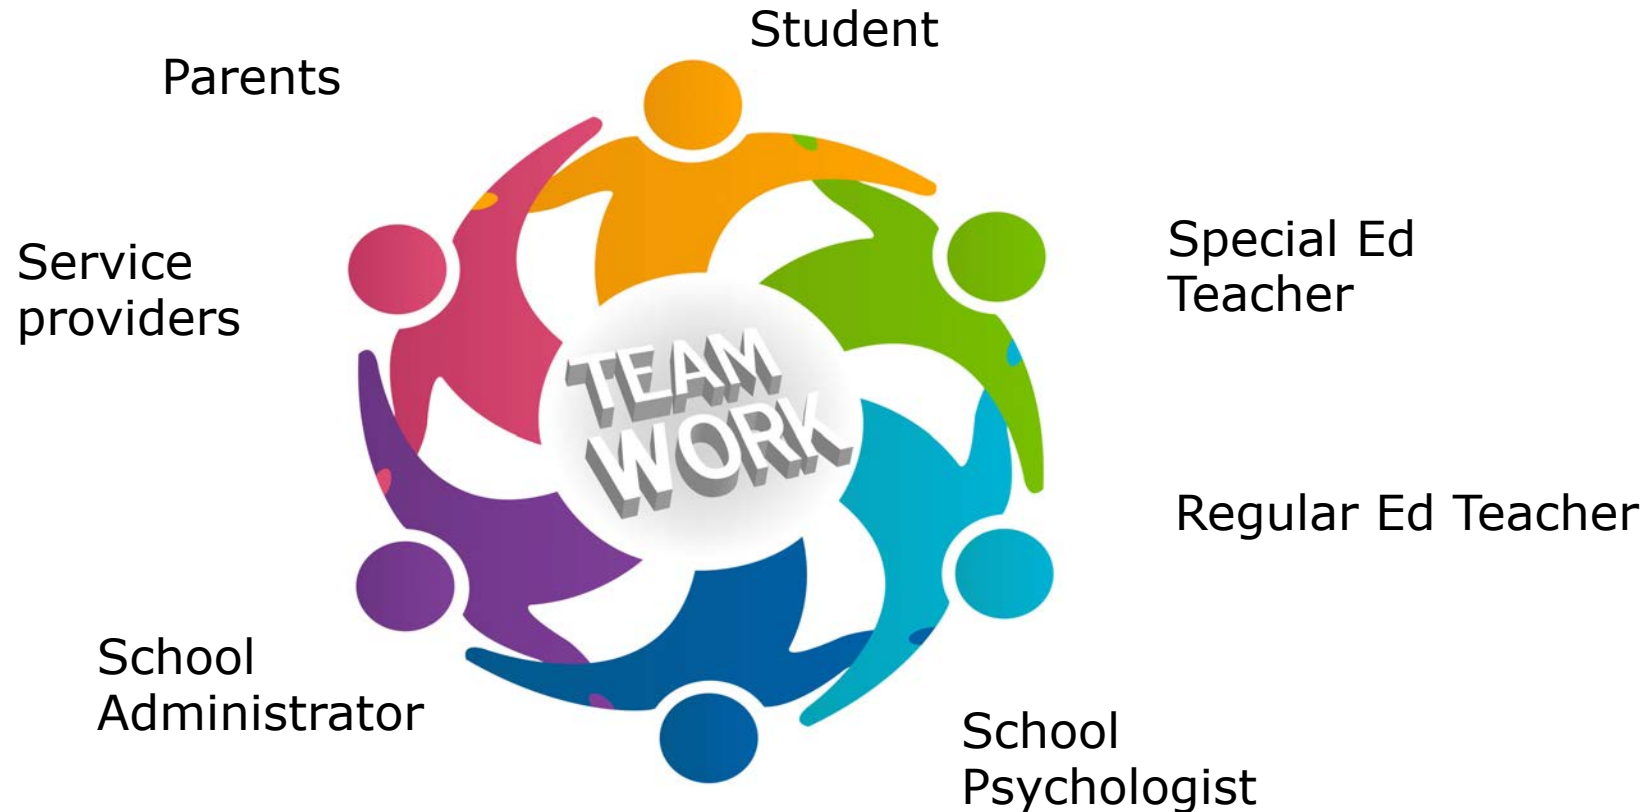 Student
Parents
Special Ed
Teacher
Service
providers
TEAM
WORK
Regular Ed Teacher
School
Administrator
School
Psychologist